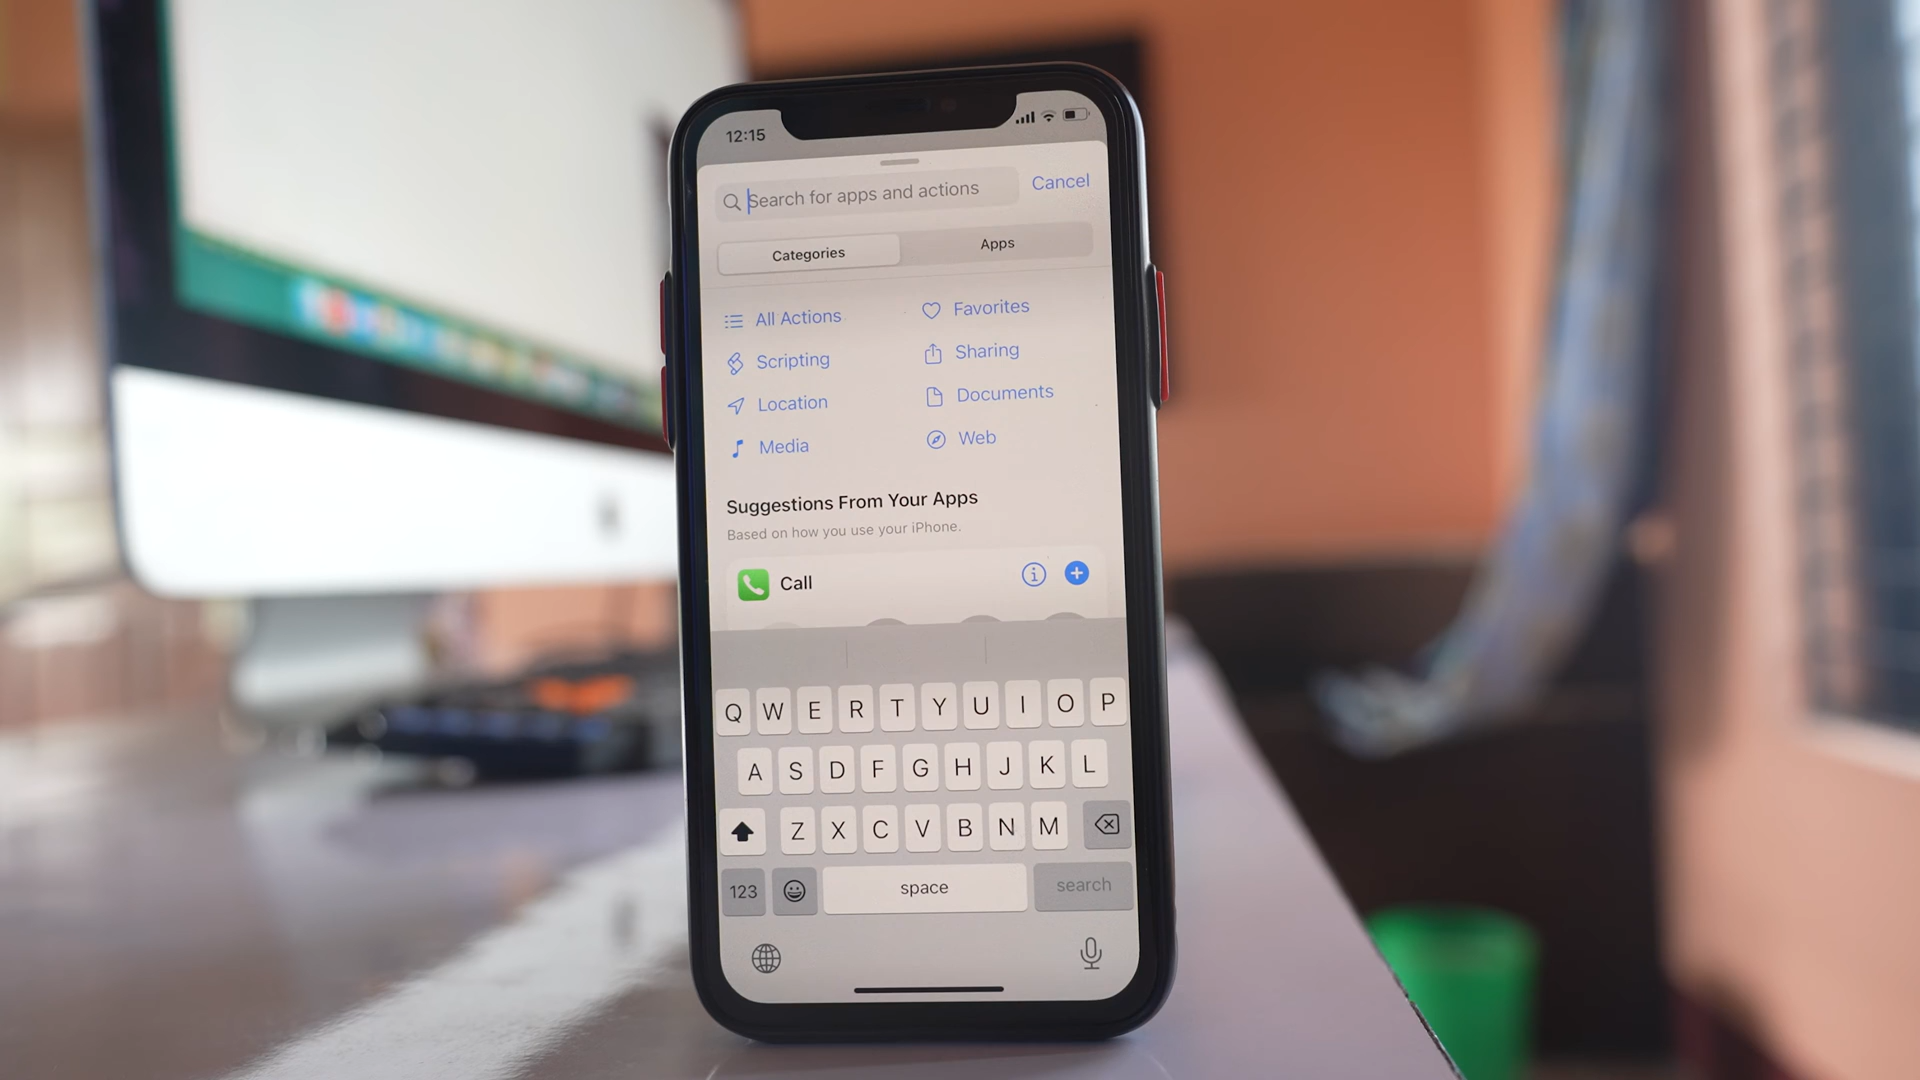 12:15
Search for apps and actions
Cancel
Categories
Apps
All Actions
Favorites
Scripting
Sharing
Location
Documents
Media
Web
Suggestions From Your Apps
Based on how you use your iPhone.
Call
Q W E R T Y U I O P
A S D F G H J K L
Z X C V B N M
123
space
search